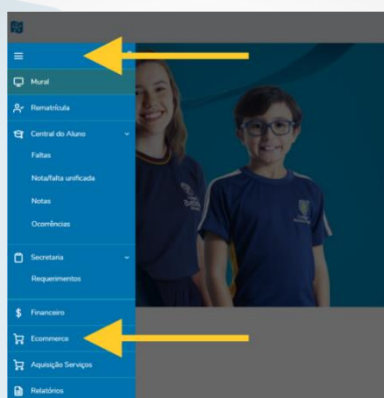 Mural
Rematrícula
Central do Aluno
Faltas
Nota/falta unificada
Notas
Ocorrências
Secretaria
Requerimentos
Financeiro
Ecommerce
Aquisição Serviços
Relatórios